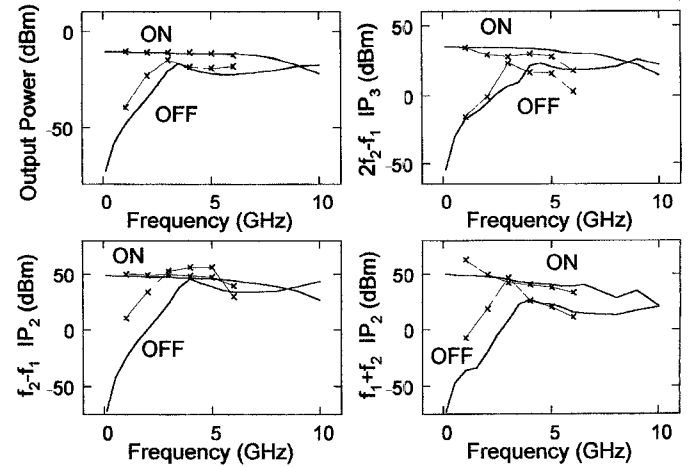 Output Power (dBm)
0
-50
ON
OFF
0
5
10
Frequency (GHz)
2f₂-f₁ IP₃ (dBm)
50
0
-50
ON
OFF
0
5
10
Frequency (GHz)
f₂-f₁ IP₂ (dBm)
50
0
-50
ON
OFF
0
5
10
Frequency (GHz)
f₁+f₂ IP₂ (dBm)
50
0
-50
ON
OFF
0
5
10
Frequency (GHz)